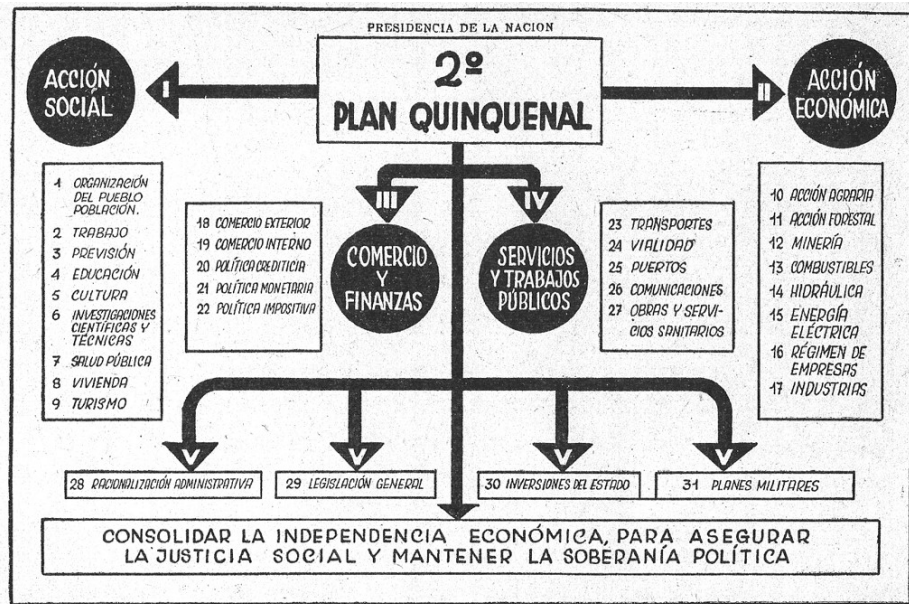 PRESIDENCIA DE LA NACION
2º
PLAN QUINQUENAL
I
ACCIÓN
SOCIAL
II
ACCIÓN
ECONÓMICA
1 ORGANIZACIÓN
DEL PUEBLO
POBLACIÓN.
2 TRABAJO
3 PREVISIÓN
4 EDUCACIÓN
5 CULTURA
6 INVESTIGACIONES
CIENTÍFICAS Y
TÉCNICAS
7 SALUD PÚBLICA
8 VIVIENDA
9 TURISMO
III
COMERCIO
Y
FINANZAS
18 COMERCIO EXTERIOR
19 COMERCIO INTERNO
20 POLÍTICA CREDITICIA
21 POLÍTICA MONETARIA
22 POLÍTICA IMPOSITIVA
IV
SERVICIOS
Y TRABAJOS
PÚBLICOS
23 TRANSPORTES
24 VIALIDAD
25 PUERTOS
26 COMUNICACIONES
27 OBRAS Y SERVI-
CIOS SANITARIOS
10 ACCIÓN AGRARIA
11 ACCIÓN FORESTAL
12 MINERÍA
13 COMBUSTIBLES
14 HIDRÁULICA
15 ENERGÍA
ELÉCTRICA
16 RÉGIMEN DE
EMPRESAS
17 INDUSTRIAS
V
V
V
V
28 RACIONALIZACIÓN ADMINISTRATIVA
29 LEGISLACIÓN GENERAL
30 INVERSIONES DEL ESTADO
31 PLANES MILITARES
CONSOLIDAR LA INDEPENDENCIA ECONÓMICA, PARA ASEGURAR
LA JUSTICIA SOCIAL Y MANTENER LA SOBERANÍA POLÍTICA